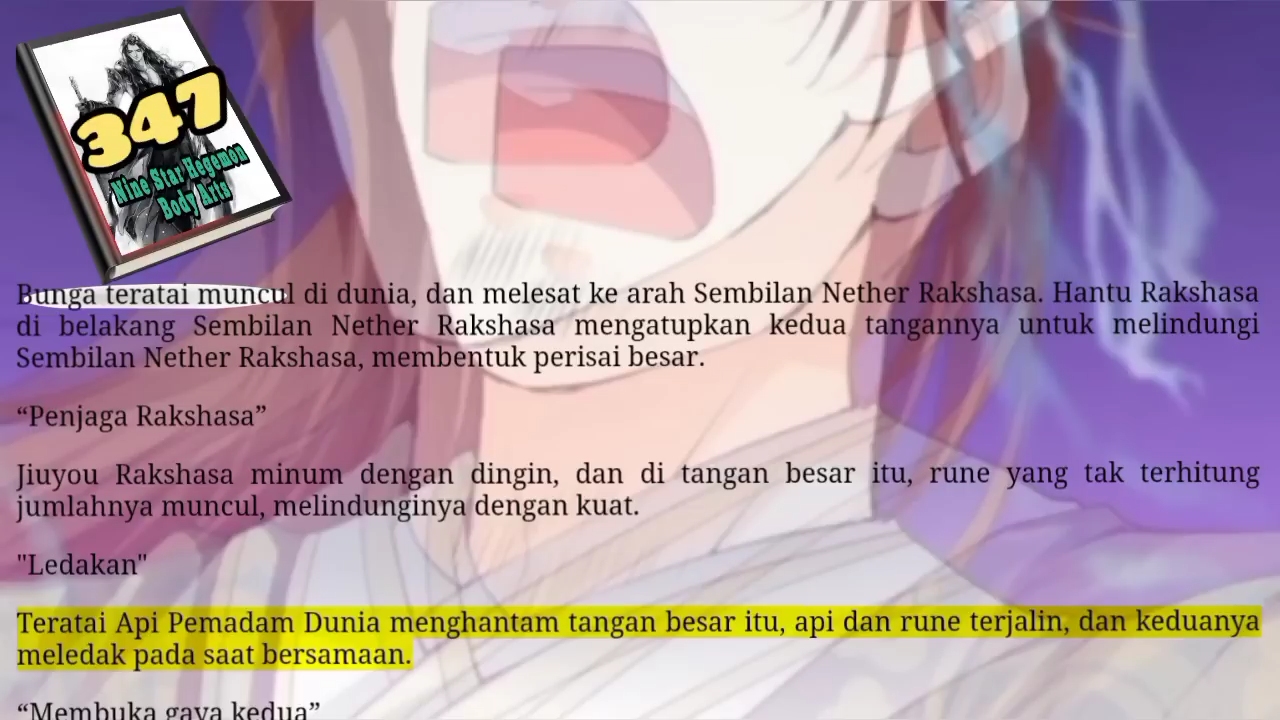 347
Nine Star Hegemon
Body Arts
Bunga teratai muncul di dunia, dan melesat ke arah Sembilan Nether Rakshasa. Hantu Rakshasa
di belakang Sembilan Nether Rakshasa mengatupkan kedua tangannya untuk melindungi
Sembilan Nether Rakshasa, membentuk perisai besar.
“Penjaga Rakshasa”
Jiuyou Rakshasa minum dengan dingin, dan di tangan besar itu, rune yang tak terhitung
jumlahnya muncul, melindunginya dengan kuat.
"Ledakan"
Teratai Api Pemadam Dunia menghantam tangan besar itu, api dan rune terjalin, dan keduanya
meledak pada saat bersamaan.
“Membuka gaya kedua”